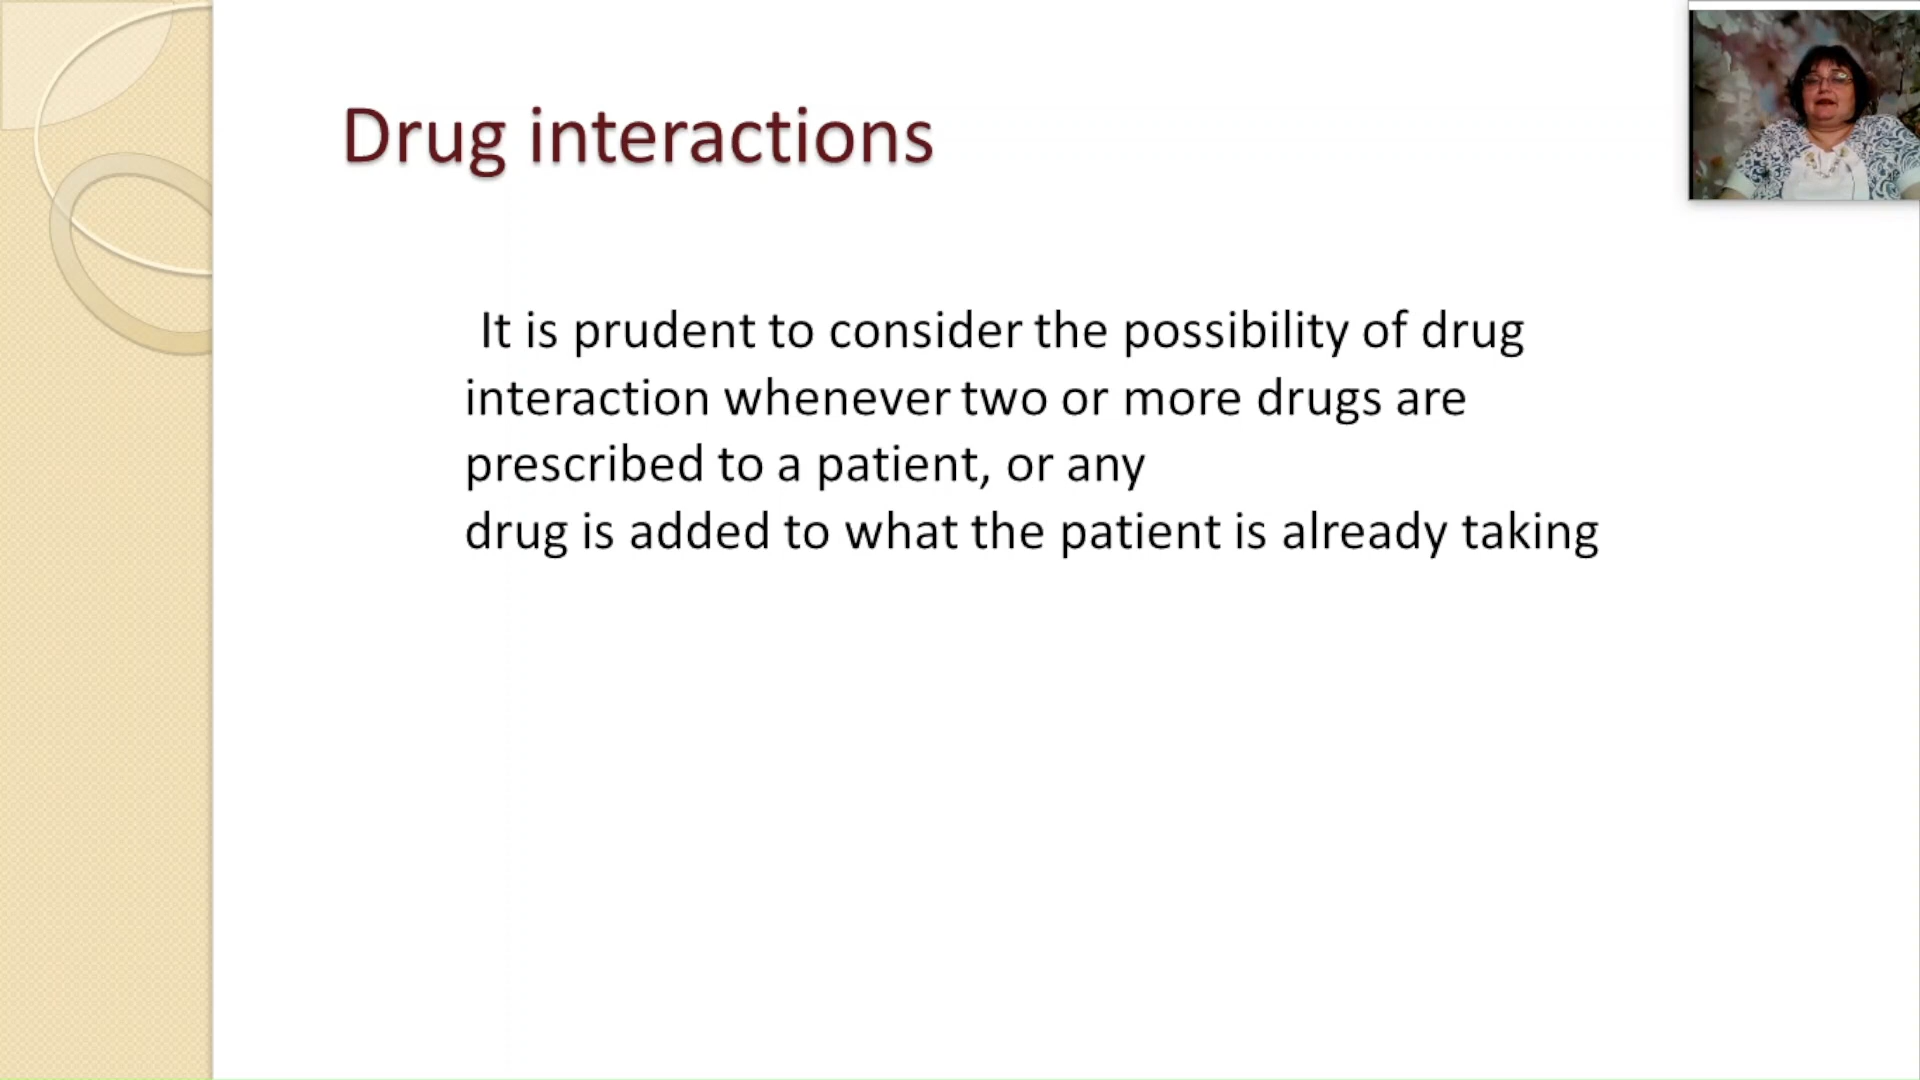 Drug interactions
It is prudent to consider the possibility of drug
interaction whenever two or more drugs are
prescribed to a patient, or any
drug is added to what the patient is already taking